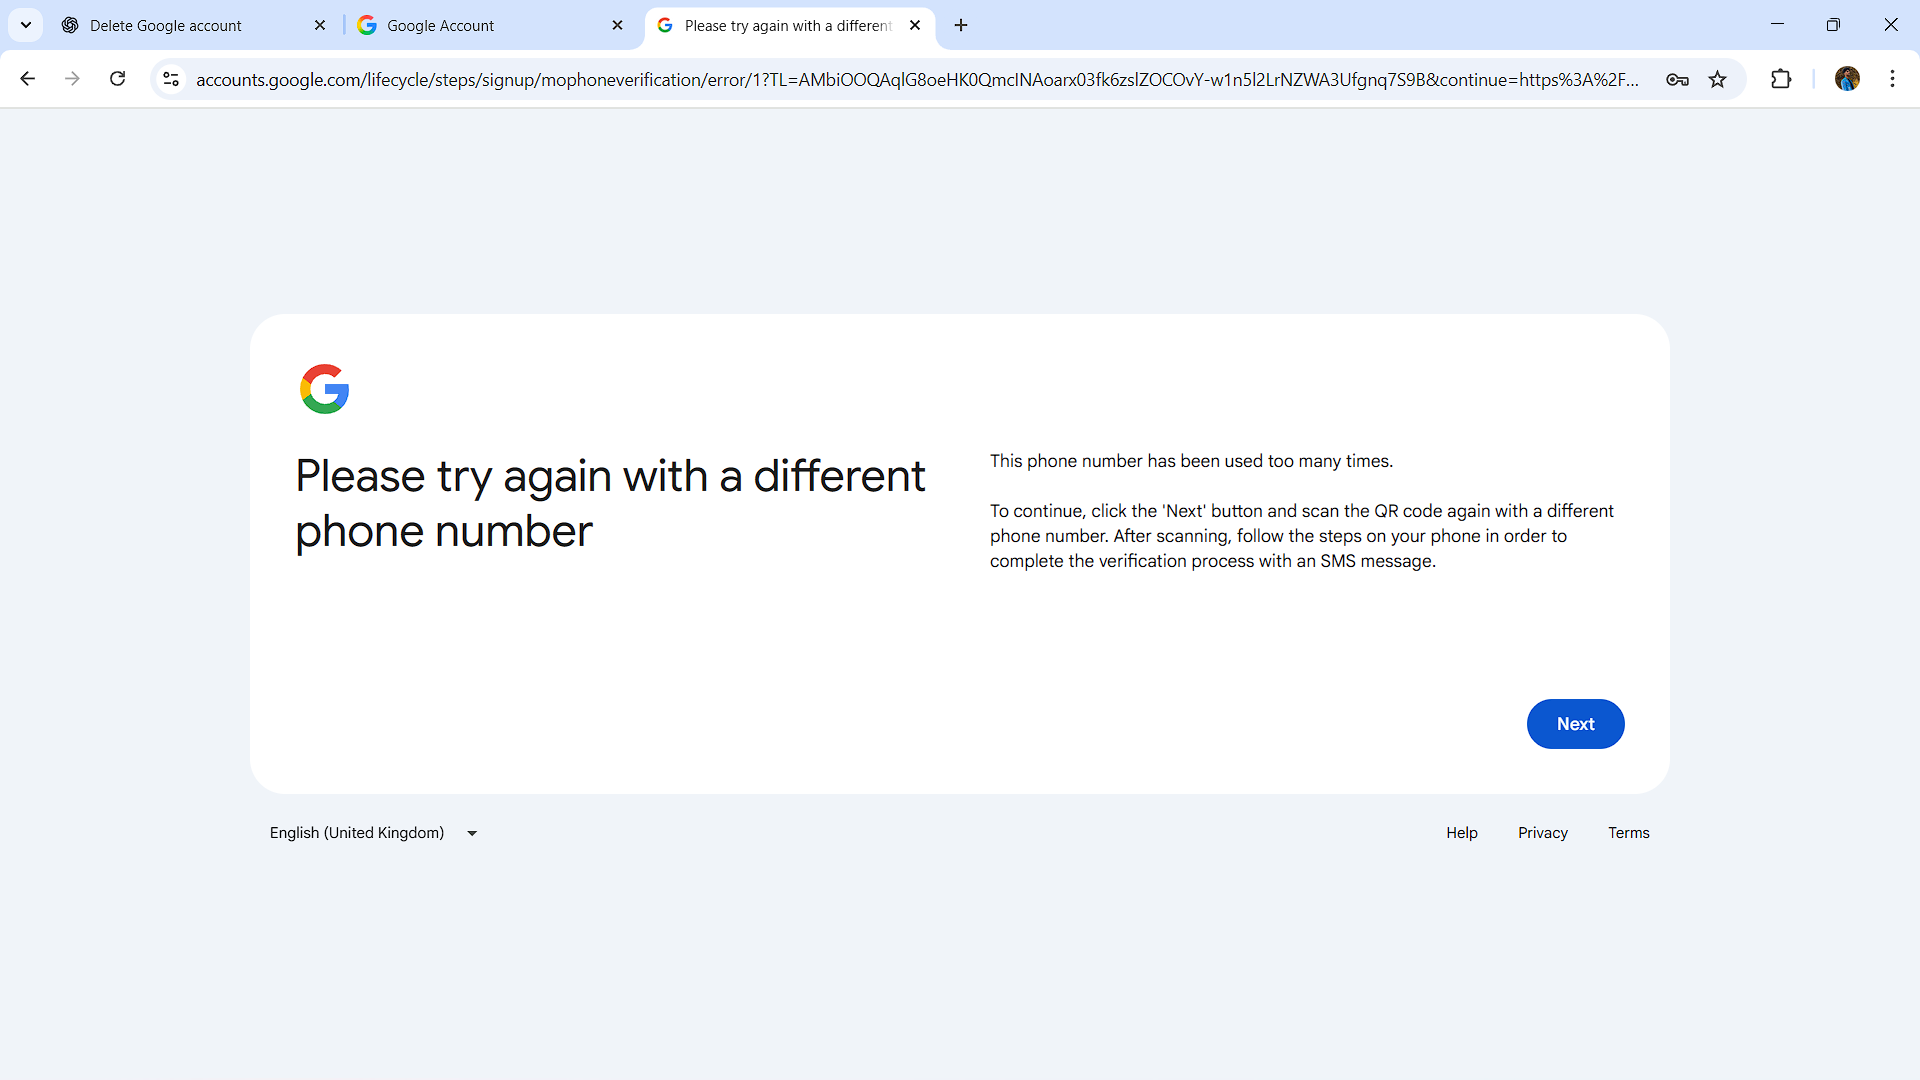 Delete Google account
Google Account
Please try again with a different
accounts.google.com/lifecycle/steps/signup/mophoneverification/error/1?TL=AMbiOOQAqlG8oeHK0QmcINAoarx03fk6zslZOCOvY-w1n5l2LrNZWA3Ufgnq7S9B&continue=https%3A%2F...
Please try again with a different
phone number
This phone number has been used too many times.
To continue, click the 'Next' button and scan the QR code again with a different
phone number. After scanning, follow the steps on your phone in order to
complete the verification process with an SMS message.
Next
English (United Kingdom)
Help
Privacy
Terms